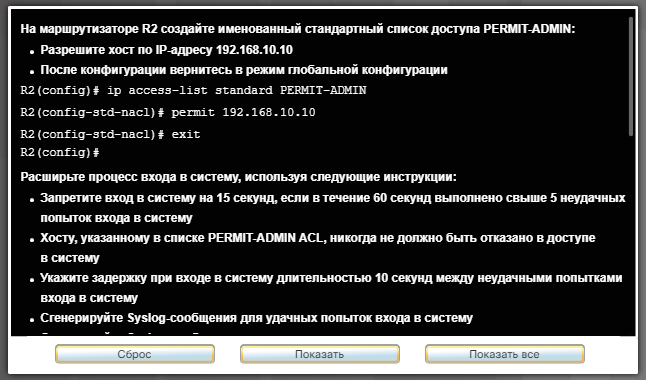 На маршрутизаторе R2 создайте именованный стандартный список доступа PERMIT-ADMIN:
• Разрешите хост по IP-адресу 192.168.10.10
• После конфигурации вернитесь в режим глобальной конфигурации
R2(config)# ip access-list standard PERMIT-ADMIN
R2(config-std-nacl)# permit 192.168.10.10
R2(config-std-nacl)# exit
R2(config)#
Расширьте процесс входа в систему, используя следующие инструкции:
• Запретите вход в систему на 15 секунд, если в течение 60 секунд выполнено свыше 5 неудачных
попыток входа в систему
• Хосту, указанному в списке PERMIT-ADMIN ACL, никогда не должно быть отказано в доступе
в систему
• Укажите задержку при входе в систему длительностью 10 секунд между неудачными попытками
входа в систему
• Сгенерируйте Syslog-сообщения для удачных попыток входа в систему
Сброс
Показать
Показать все